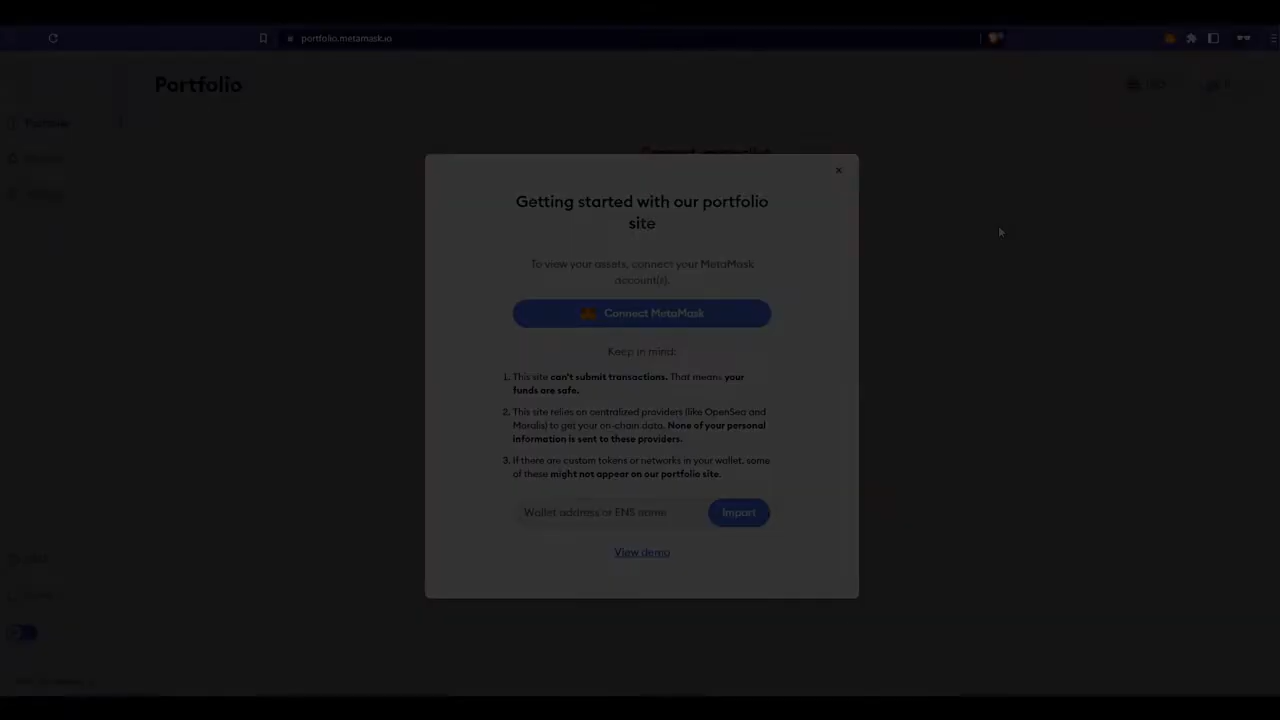 portfolio.metamask.io
Portfolio
Getting started with our portfolio
site
To view your assets, connect your MetaMask
account(s).
Connect MetaMask
Keep in mind:
1. This site can't submit transactions. That means your
funds are safe.
2. This site relies on centralized providers (like OpenSea and
Moralis) to get your on-chain data. None of your personal
information is sent to these providers.
3. If there are custom tokens or networks in your wallet, some
of these might not appear on our portfolio site.
Wallet address or ENS name
Import
View demo